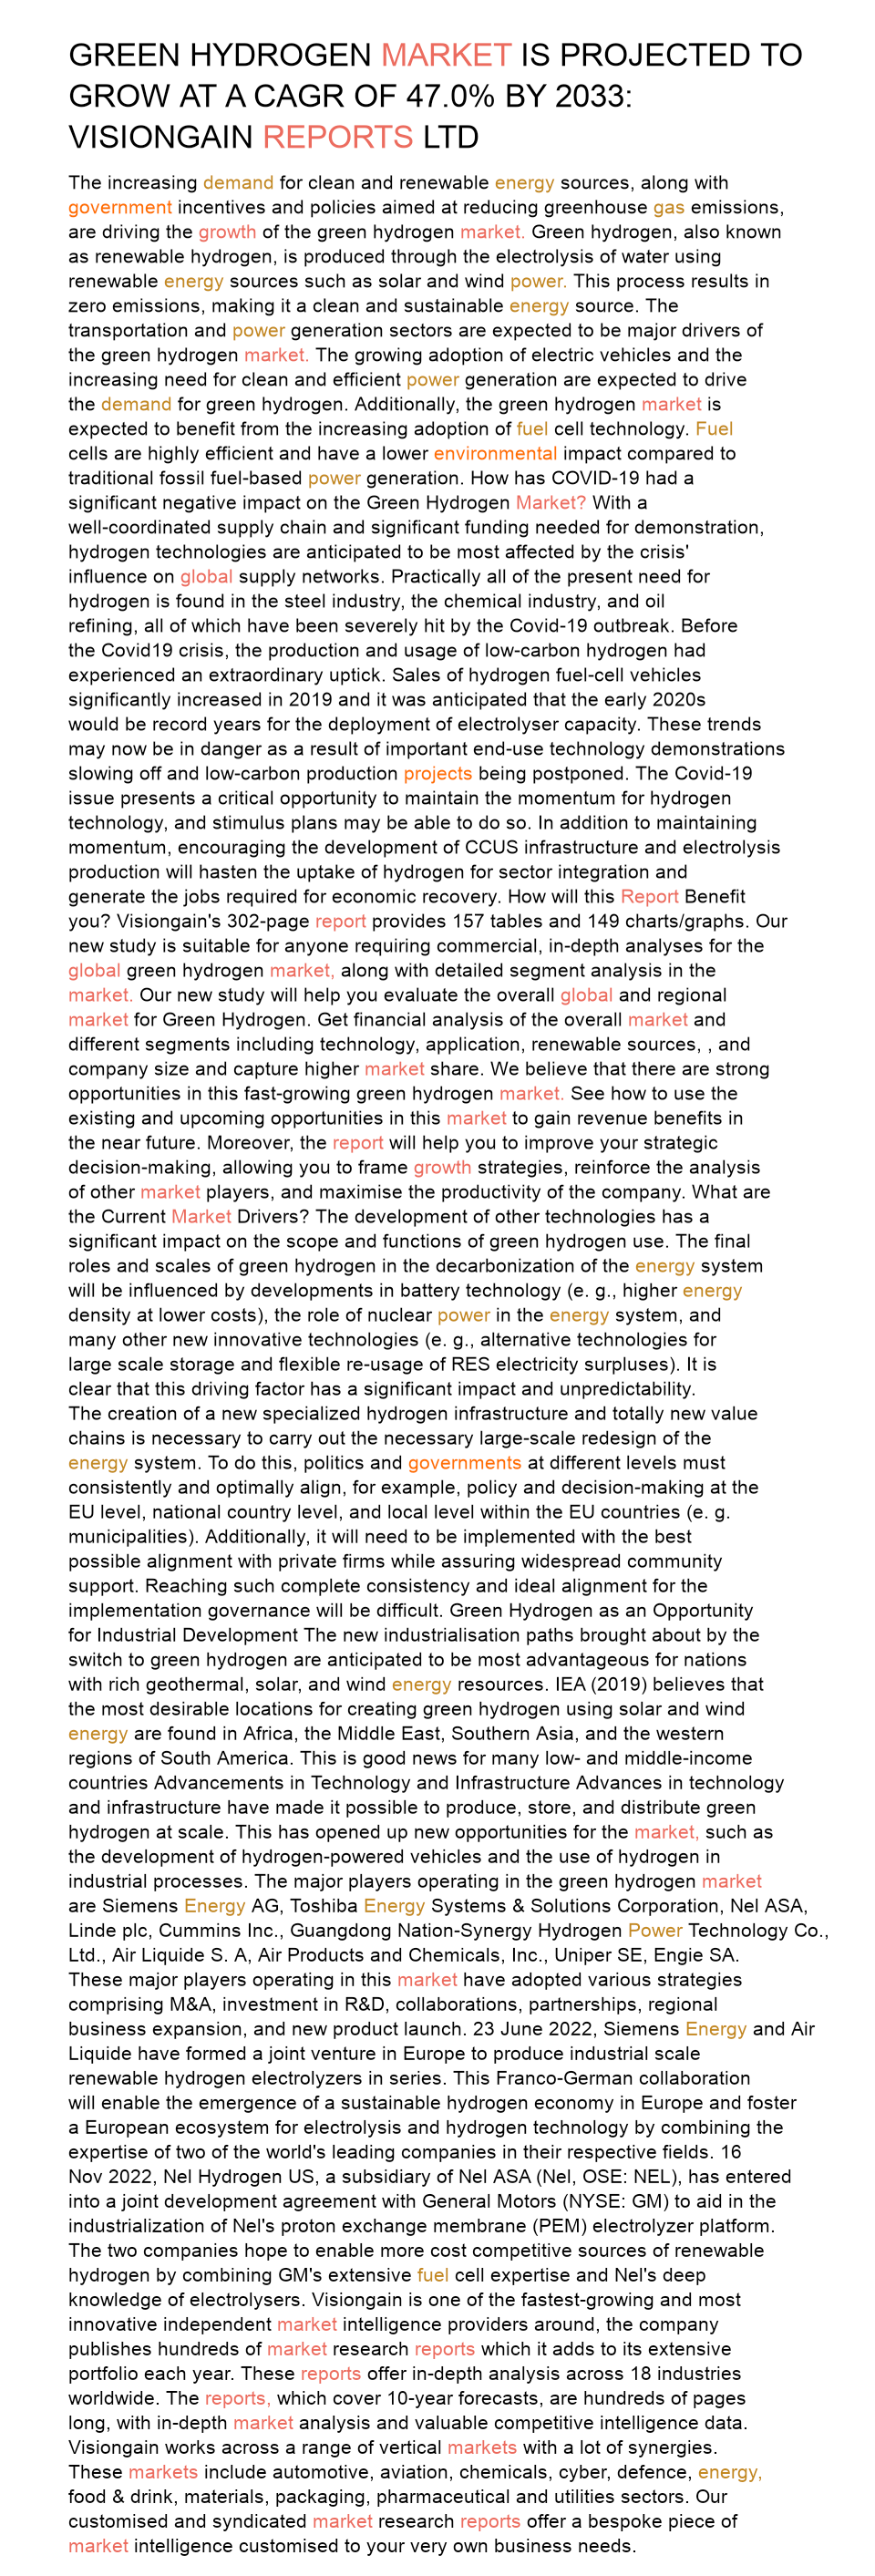 GREEN HYDROGEN MARKET IS PROJECTED TO
GROW AT A CAGR OF 47.0% BY 2033:
VISIONGAIN REPORTS LTD
The increasing demand for clean and renewable energy sources, along with
government incentives and policies aimed at reducing greenhouse gas emissions,
are driving the growth of the green hydrogen market. Green hydrogen, also known
as renewable hydrogen, is produced through the electrolysis of water using
renewable energy sources such as solar and wind power. This process results in
zero emissions, making it a clean and sustainable energy source. The
transportation and power generation sectors are expected to be major drivers of
the green hydrogen market. The growing adoption of electric vehicles and the
increasing need for clean and efficient power generation are expected to drive
the demand for green hydrogen. Additionally, the green hydrogen market is
expected to benefit from the increasing adoption of fuel cell technology. Fuel
cells are highly efficient and have a lower environmental impact compared to
traditional fossil fuel-based power generation. How has COVID-19 had a
significant negative impact on the Green Hydrogen Market? With a
well-coordinated supply chain and significant funding needed for demonstration,
hydrogen technologies are anticipated to be most affected by the crisis'
influence on global supply networks. Practically all of the present need for
hydrogen is found in the steel industry, the chemical industry, and oil
refining, all of which have been severely hit by the Covid-19 outbreak. Before
the Covid19 crisis, the production and usage of low-carbon hydrogen had
experienced an extraordinary uptick. Sales of hydrogen fuel-cell vehicles
significantly increased in 2019 and it was anticipated that the early 2020s
would be record years for the deployment of electrolyser capacity. These trends
may now be in danger as a result of important end-use technology demonstrations
slowing off and low-carbon production projects being postponed. The Covid-19
issue presents a critical opportunity to maintain the momentum for hydrogen
technology, and stimulus plans may be able to do so. In addition to maintaining
momentum, encouraging the development of CCUS infrastructure and electrolysis
production will hasten the uptake of hydrogen for sector integration and
generate the jobs required for economic recovery. How will this Report Benefit
you? Visiongain's 302-page report provides 157 tables and 149 charts/graphs. Our
new study is suitable for anyone requiring commercial, in-depth analyses for the
global green hydrogen market, along with detailed segment analysis in the
market. Our new study will help you evaluate the overall global and regional
market for Green Hydrogen. Get financial analysis of the overall market and
different segments including technology, application, renewable sources, , and
company size and capture higher market share. We believe that there are strong
opportunities in this fast-growing green hydrogen market. See how to use the
existing and upcoming opportunities in this market to gain revenue benefits in
the near future. Moreover, the report will help you to improve your strategic
decision-making, allowing you to frame growth strategies, reinforce the analysis
of other market players, and maximise the productivity of the company. What are
the Current Market Drivers? The development of other technologies has a
significant impact on the scope and functions of green hydrogen use. The final
roles and scales of green hydrogen in the decarbonization of the energy system
will be influenced by developments in battery technology (e. g., higher energy
density at lower costs), the role of nuclear power in the energy system, and
many other new innovative technologies (e. g., alternative technologies for
large scale storage and flexible re-usage of RES electricity surpluses). It is
clear that this driving factor has a significant impact and unpredictability.
The creation of a new specialized hydrogen infrastructure and totally new value
chains is necessary to carry out the necessary large-scale redesign of the
energy system. To do this, politics and governments at different levels must
consistently and optimally align, for example, policy and decision-making at the
EU level, national country level, and local level within the EU countries (e. g.
municipalities). Additionally, it will need to be implemented with the best
possible alignment with private firms while assuring widespread community
support. Reaching such complete consistency and ideal alignment for the
implementation governance will be difficult. Green Hydrogen as an Opportunity
for Industrial Development The new industrialisation paths brought about by the
switch to green hydrogen are anticipated to be most advantageous for nations
with rich geothermal, solar, and wind energy resources. IEA (2019) believes that
the most desirable locations for creating green hydrogen using solar and wind
energy are found in Africa, the Middle East, Southern Asia, and the western
regions of South America. This is good news for many low- and middle-income
countries Advancements in Technology and Infrastructure Advances in technology
and infrastructure have made it possible to produce, store, and distribute green
hydrogen at scale. This has opened up new opportunities for the market, such as
the development of hydrogen-powered vehicles and the use of hydrogen in
industrial processes. The major players operating in the green hydrogen market
are Siemens Energy AG, Toshiba Energy Systems & Solutions Corporation, Nel ASA,
Linde plc, Cummins Inc., Guangdong Nation-Synergy Hydrogen Power Technology Co.,
Ltd., Air Liquide S. A, Air Products and Chemicals, Inc., Uniper SE, Engie SA.
These major players operating in this market have adopted various strategies
comprising M&A, investment in R&D, collaborations, partnerships, regional
business expansion, and new product launch. 23 June 2022, Siemens Energy and Air
Liquide have formed a joint venture in Europe to produce industrial scale
renewable hydrogen electrolyzers in series. This Franco-German collaboration
will enable the emergence of a sustainable hydrogen economy in Europe and foster
a European ecosystem for electrolysis and hydrogen technology by combining the
expertise of two of the world's leading companies in their respective fields. 16
Nov 2022, Nel Hydrogen US, a subsidiary of Nel ASA (Nel, OSE: NEL), has entered
into a joint development agreement with General Motors (NYSE: GM) to aid in the
industrialization of Nel's proton exchange membrane (PEM) electrolyzer platform.
The two companies hope to enable more cost competitive sources of renewable
hydrogen by combining GM's extensive fuel cell expertise and Nel's deep
knowledge of electrolysers. Visiongain is one of the fastest-growing and most
innovative independent market intelligence providers around, the company
publishes hundreds of market research reports which it adds to its extensive
portfolio each year. These reports offer in-depth analysis across 18 industries
worldwide. The reports, which cover 10-year forecasts, are hundreds of pages
long, with in-depth market analysis and valuable competitive intelligence data.
Visiongain works across a range of vertical markets with a lot of synergies.
These markets include automotive, aviation, chemicals, cyber, defence, energy,
food & drink, materials, packaging, pharmaceutical and utilities sectors. Our
customised and syndicated market research reports offer a bespoke piece of
market intelligence customised to your very own business needs.